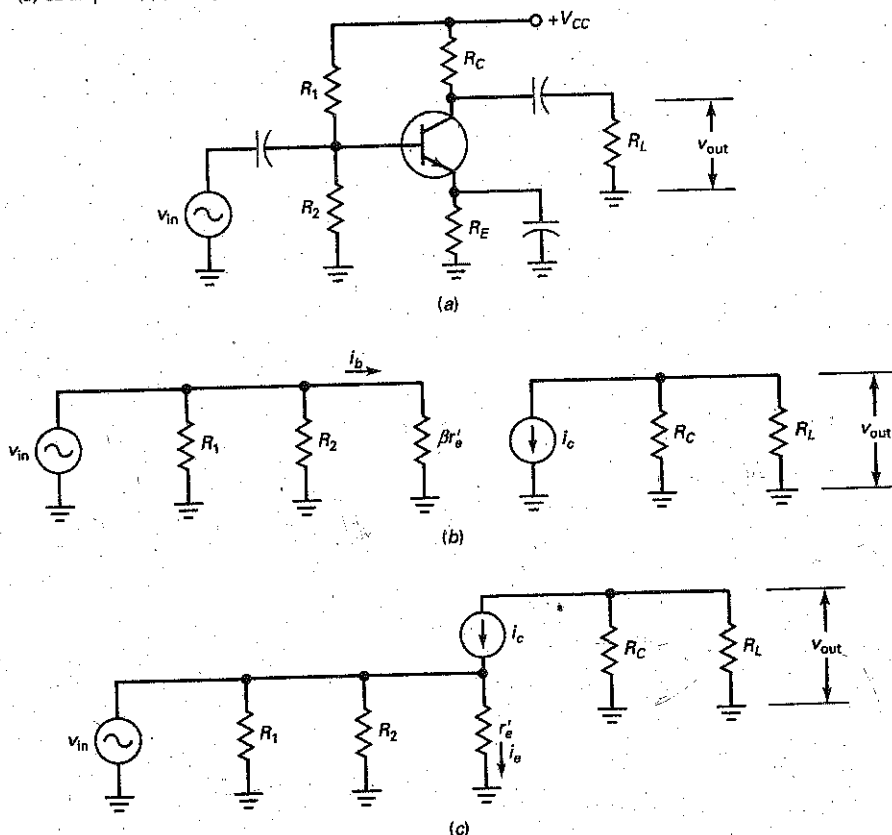 +V_CC
R_C
R_1
R_L
v_out
R_2
v_in
R_E
(a)
i_b
v_in
R_1
R_2
βr'_e
i_c
R_C
R_L
v_out
(b)
i_c
R_C
R_L
v_out
v_in
R_1
R_2
r'_e
i_e
(c)